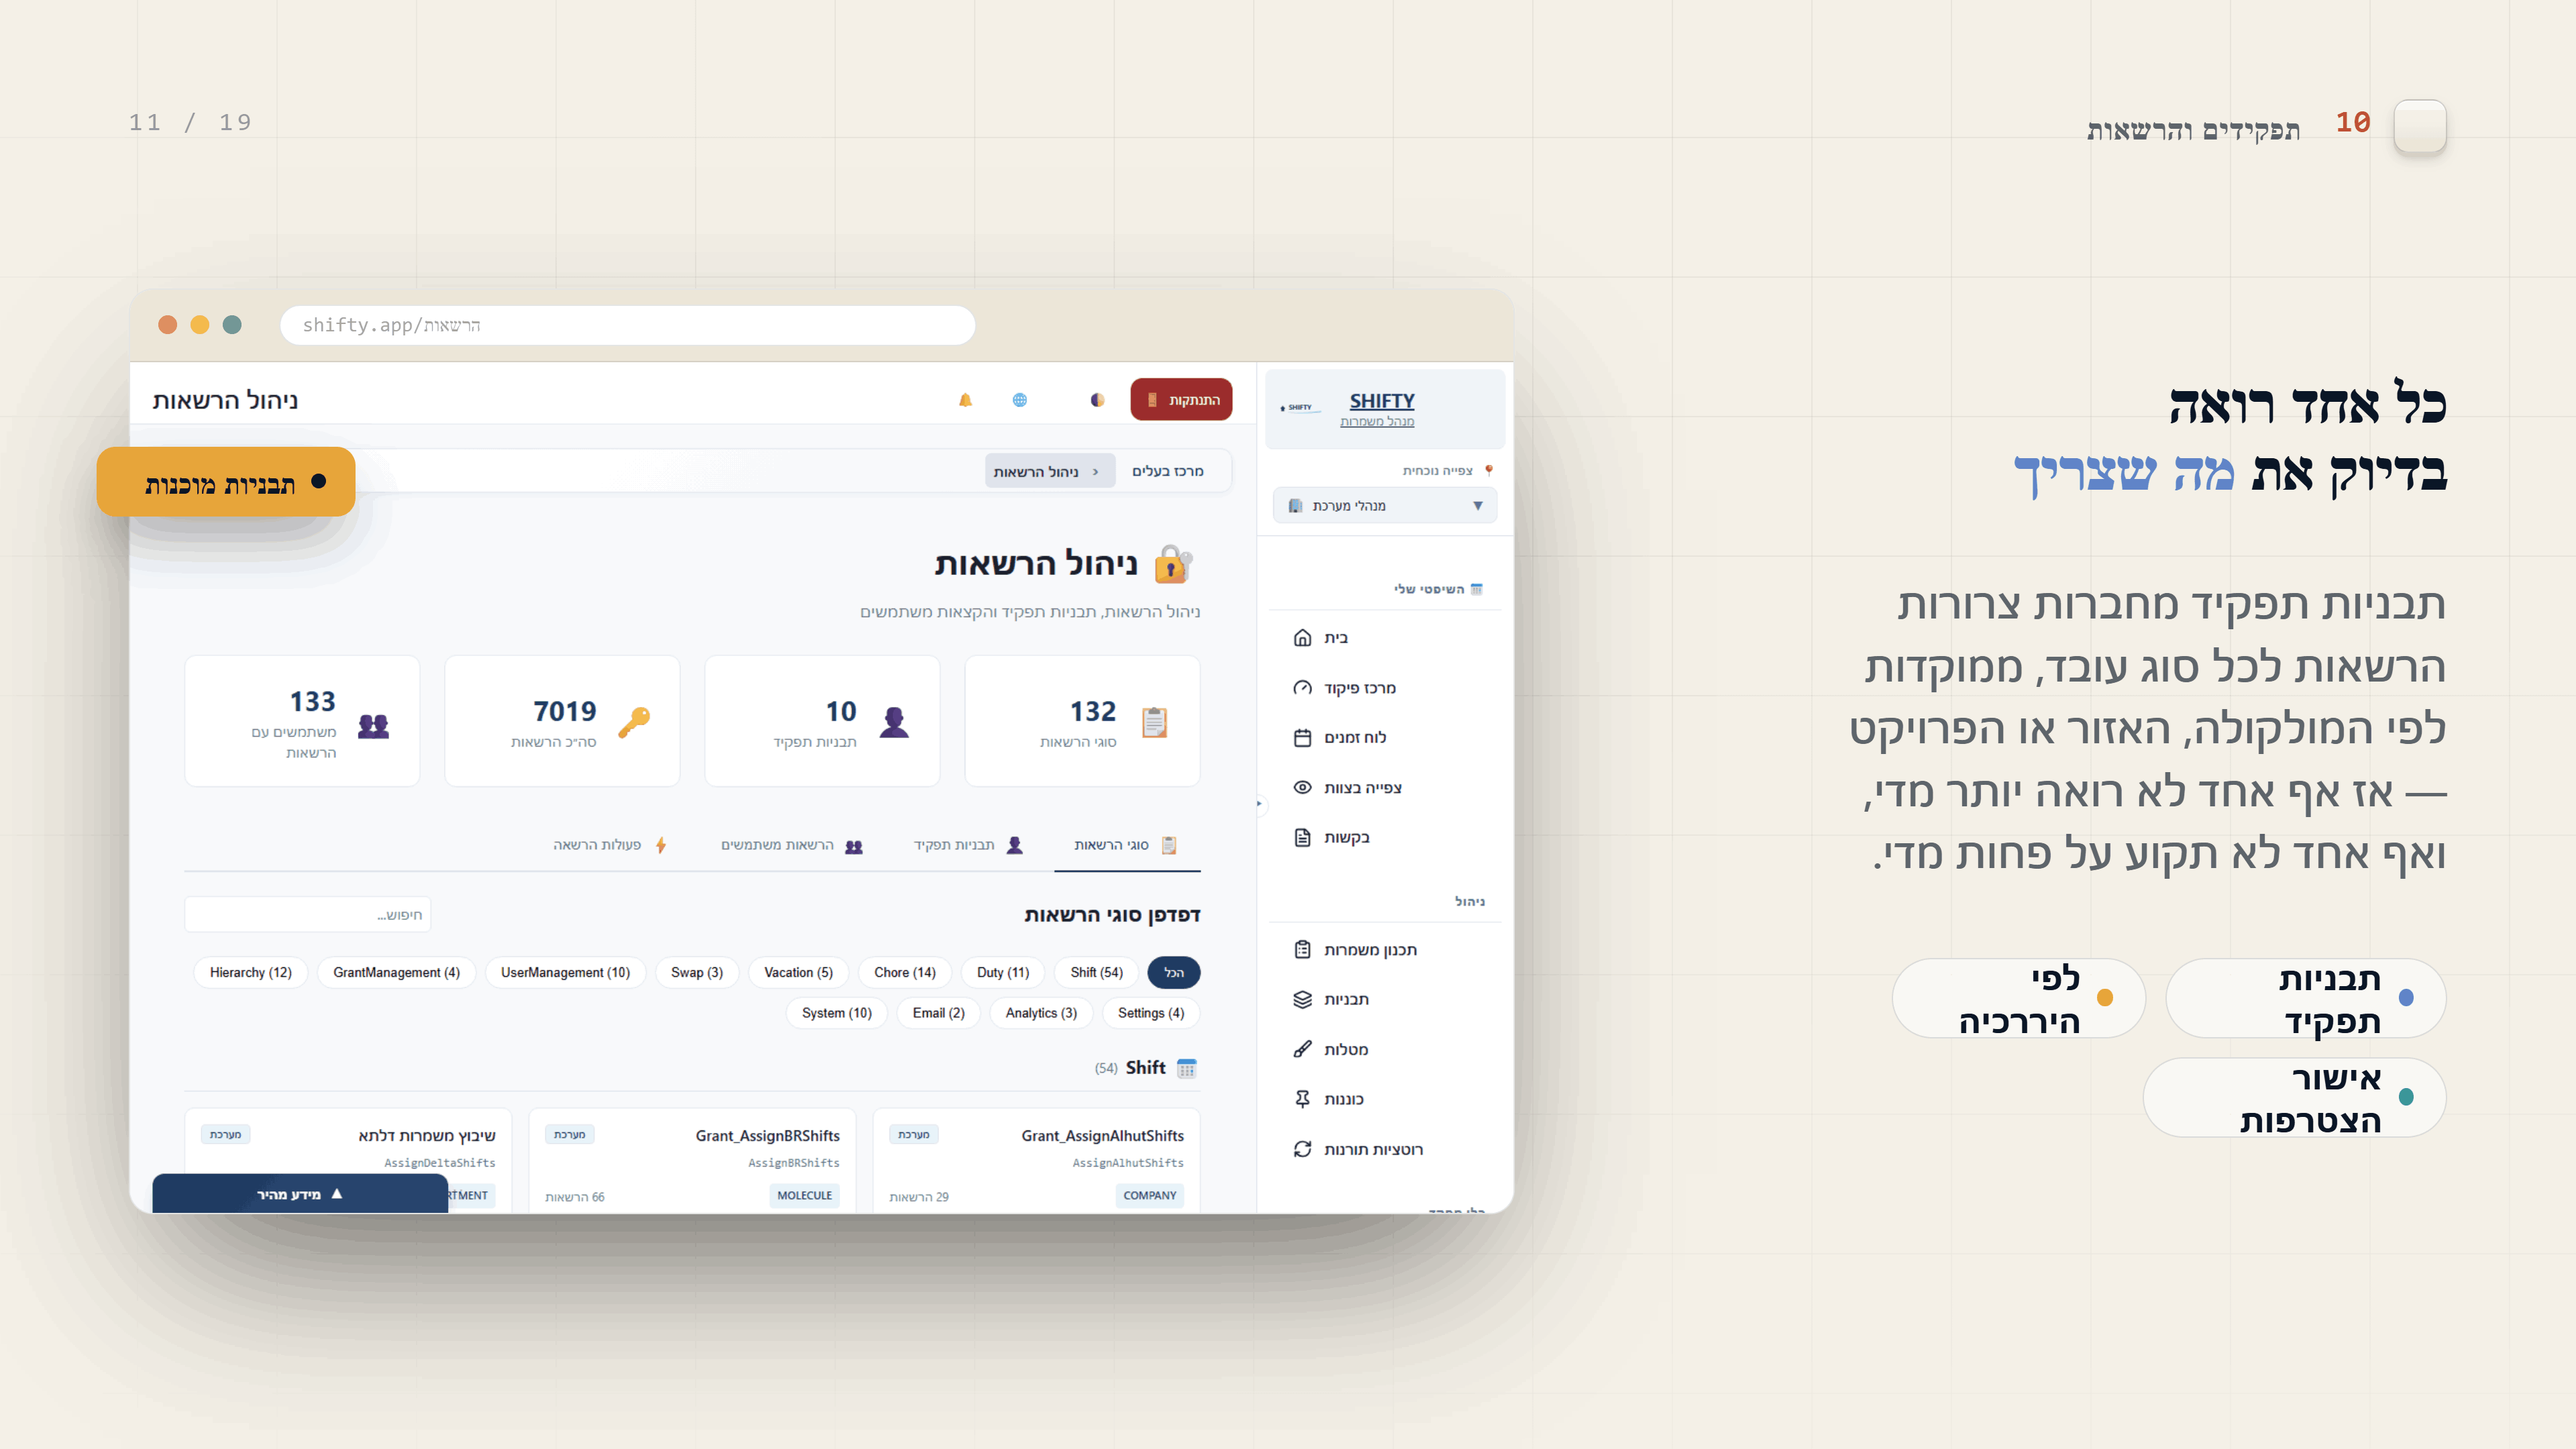 10 תפקידים והרשאות
11 / 19
כל אחד רואה
בדיוק את מה שצריך
תבניות תפקיד מחברות צרורות
הרשאות לכל סוג עובד, ממוקדות
לפי המולקולה, האזור או הפרויקט
— אז אף אחד לא רואה יותר מדי,
ואף אחד לא תקוע על פחות מדי.
תבניות תפקיד
לפי היררכיה
אישור הצטרפות
shifty.app/הרשאות
תבניות מוכנות
SHIFTY
מנהל משמרות
SHIFTY
צפייה נוכחית
מנהלי מערכת
השיפטי שלי
בית
מרכז פיקוד
לוח זמנים
צפייה בצוות
בקשות
ניהול
תכנון משמרות
תבניות
מטלות
כוננות
רוטציות תורנות
התנתקות
ניהול הרשאות
מרכז בעלים › ניהול הרשאות
ניהול הרשאות
ניהול הרשאות, תבניות תפקיד והקצאות משתמשים
132
סוגי הרשאות
10
תבניות תפקיד
7019
סה״כ הרשאות
133
משתמשים עם
הרשאות
סוגי הרשאות
תבניות תפקיד
הרשאות משתמשים
פעולות הרשאה
דפדפן סוגי הרשאות
חיפוש...
הכל
Shift (54)
Duty (11)
Chore (14)
Vacation (5)
Swap (3)
UserManagement (10)
GrantManagement (4)
Hierarchy (12)
Settings (4)
Analytics (3)
Email (2)
System (10)
Shift (54)
Grant_AssignAlhutShifts
מערכת
AssignAlhutShifts
COMPANY
29 הרשאות
Grant_AssignBRShifts
מערכת
AssignBRShifts
MOLECULE
66 הרשאות
שיבוץ משמרות דלתא
מערכת
AssignDeltaShifts
מידע מהיר